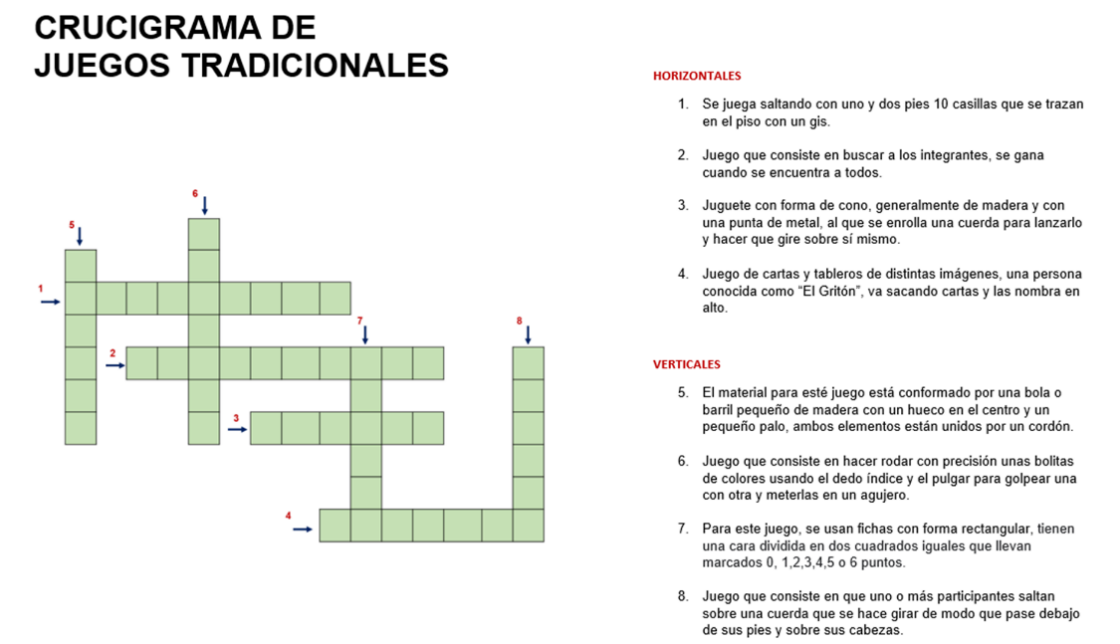 CRUCIGRAMA DE
JUEGOS TRADICIONALES
HORIZONTALES
1. Se juega saltando con uno y dos pies 10 casillas que se trazan
en el piso con un gis.
2. Juego que consiste en buscar a los integrantes, se gana
cuando se encuentra a todos.
3. Juguete con forma de cono, generalmente de madera y con
una punta de metal, al que se enrolla una cuerda para lanzarlo
y hacer que gire sobre sí mismo.
4. Juego de cartas y tableros de distintas imágenes, una persona
conocida como "El Gritón", va sacando cartas y las nombra en
alto.
VERTICALES
5. El material para esté juego está conformado por una bola o
barril pequeño de madera con un hueco en el centro y un
pequeño palo, ambos elementos están unidos por un cordón.
6. Juego que consiste en hacer rodar con precisión unas bolitas
de colores usando el dedo índice y el pulgar para golpear una
con otra y meterlas en un agujero.
7. Para este juego, se usan fichas con forma rectangular, tienen
una cara dividida en dos cuadrados iguales que llevan
marcados 0, 1,2,3,4,5 o 6 puntos.
8. Juego que consiste en que uno o más participantes saltan
sobre una cuerda que se hace girar de modo que pase debajo
de sus pies y sobre sus cabezas.
6
5
1
7
8
2
3
4